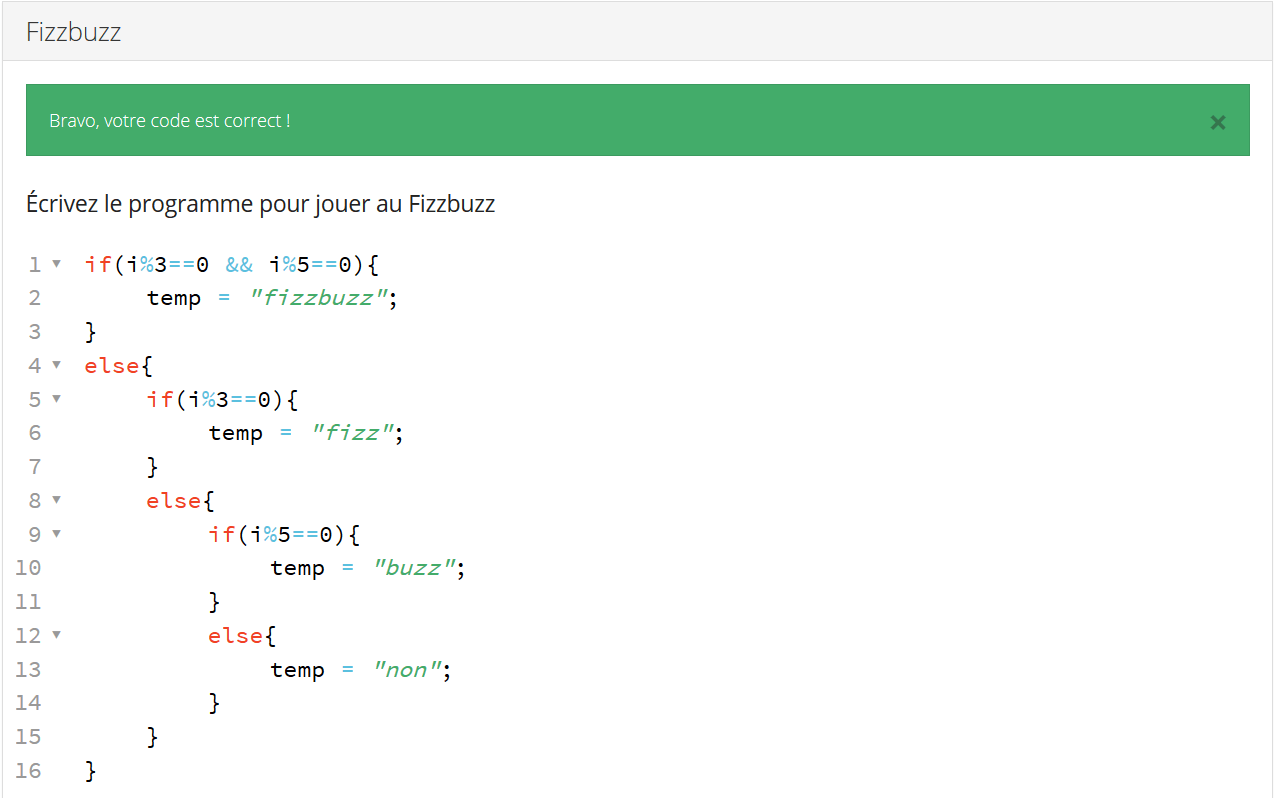 Fizzbuzz
Bravo, votre code est correct !
×
Écrivez le programme pour jouer au Fizzbuzz
1 if(i%3==0 && i%5==0){
2 temp = "fizzbuzz";
3 }
4 else{
5 if(i%3==0){
6 temp = "fizz";
7 }
8 else{
9 if(i%5==0){
10 temp = "buzz";
11 }
12 else{
13 temp = "non";
14 }
15 }
16 }